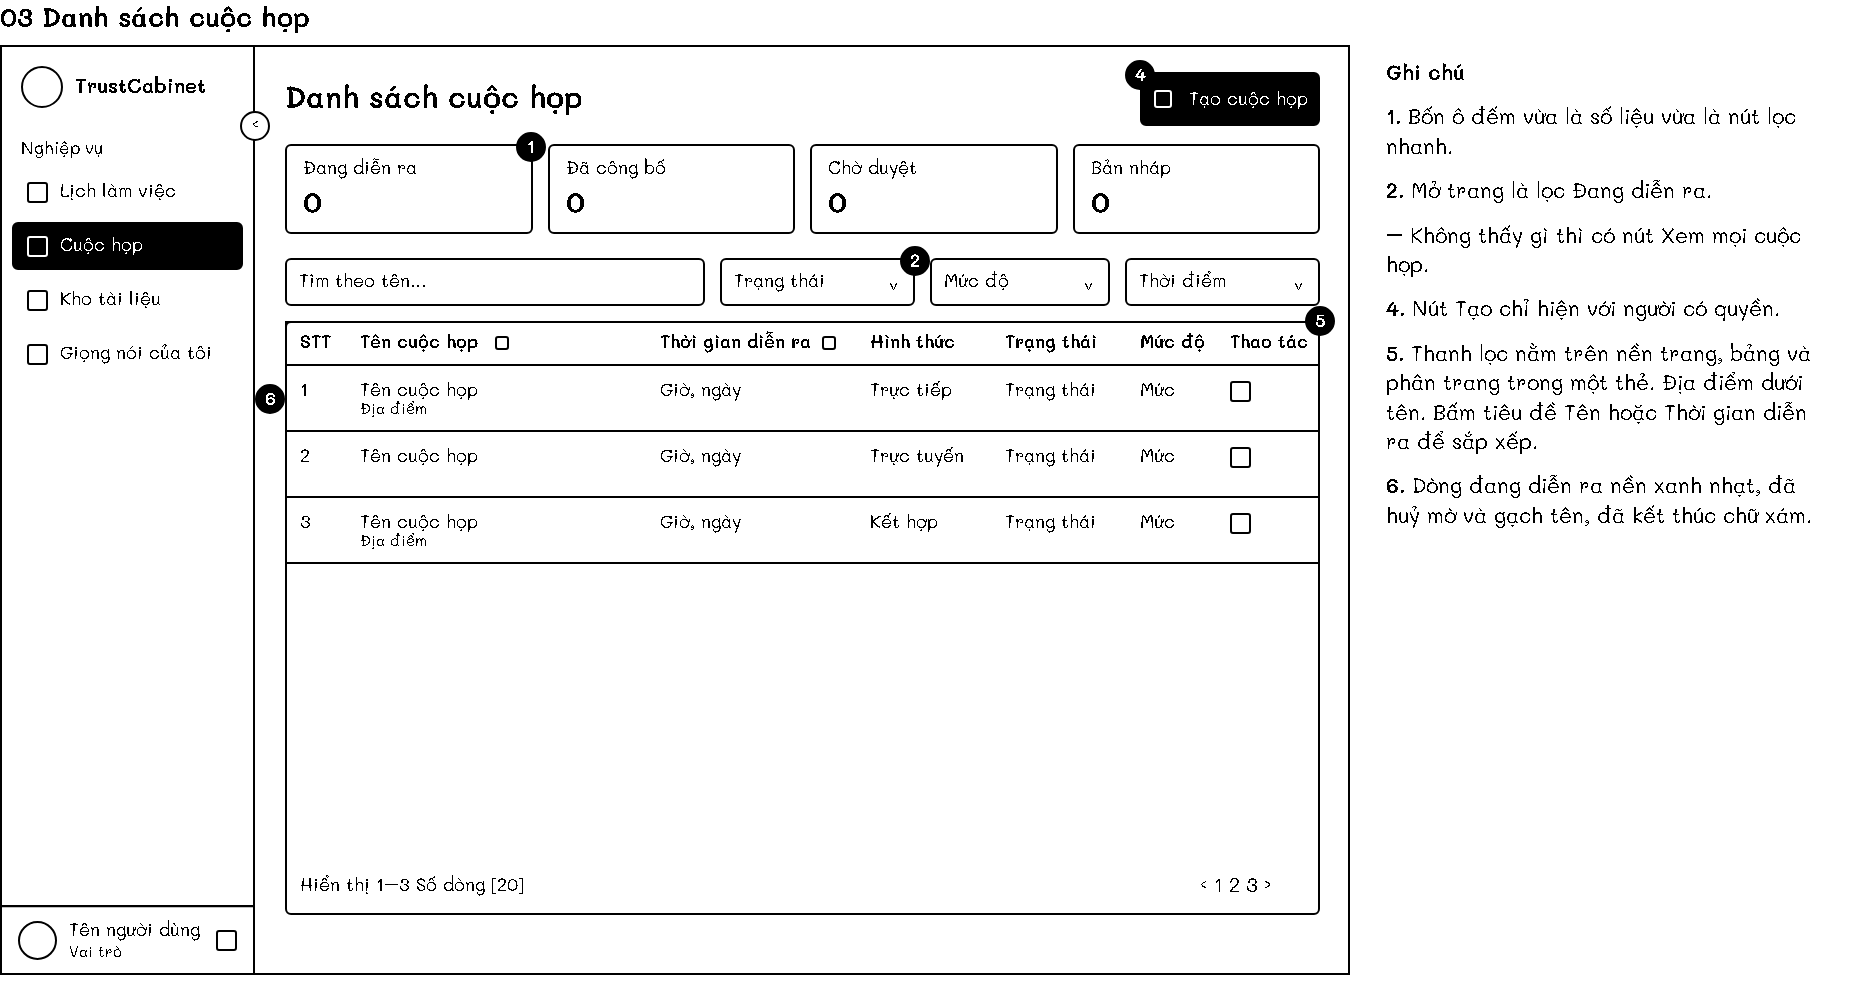 03 Danh sách cuộc họp
TrustCabinet
<
Nghiệp vụ
Lịch làm việc
Cuộc họp
Kho tài liệu
Giọng nói của tôi
Tên người dùng
Vai trò
Danh sách cuộc họp
4
Tạo cuộc họp
1
Đang diễn ra
0
Đã công bố
0
Chờ duyệt
0
Bản nháp
0
Tìm theo tên...
Trạng thái v
2
Mức độ v
Thời điểm v
5
STT Tên cuộc họp Thời gian diễn ra Hình thức Trạng thái Mức độ Thao tác
6
1 Tên cuộc họp Giờ, ngày Trực tiếp Trạng thái Mức
Địa điểm
2 Tên cuộc họp Giờ, ngày Trực tuyến Trạng thái Mức
3 Tên cuộc họp Giờ, ngày Kết hợp Trạng thái Mức
Địa điểm
Hiển thị 1–3 Số dòng [20] < 1 2 3 >
Ghi chú
1. Bốn ô đếm vừa là số liệu vừa là nút lọc
nhanh.
2. Mở trang là lọc Đang diễn ra.
– Không thấy gì thì có nút Xem mọi cuộc
họp.
4. Nút Tạo chỉ hiện với người có quyền.
5. Thanh lọc nằm trên nền trang, bảng và
phân trang trong một thẻ. Địa điểm dưới
tên. Bấm tiêu đề Tên hoặc Thời gian diễn
ra để sắp xếp.
6. Dòng đang diễn ra nền xanh nhạt, đã
huỷ mờ và gạch tên, đã kết thúc chữ xám.